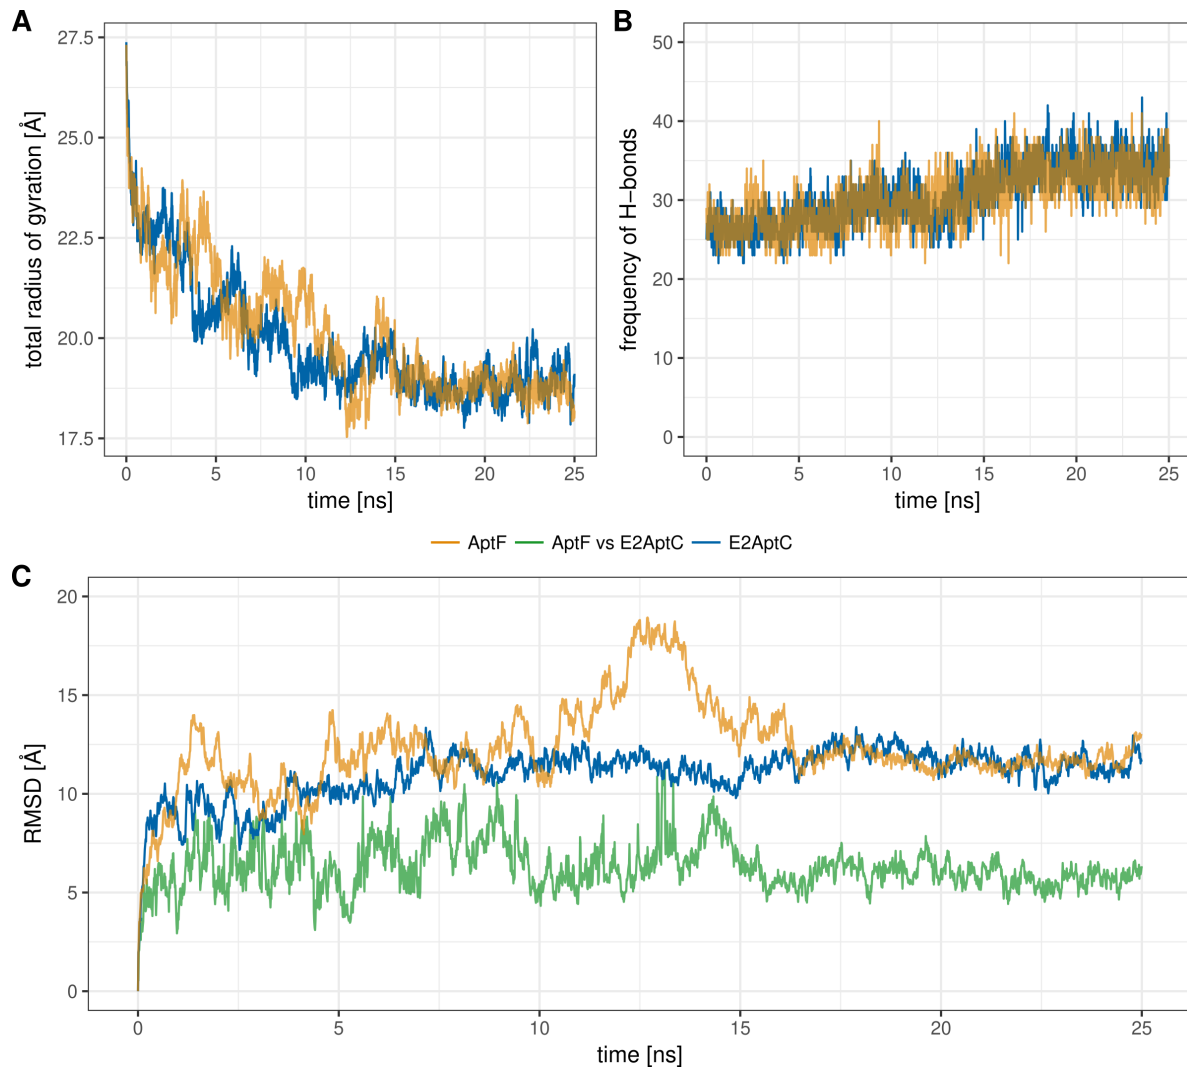 A
27.5
25.0
22.5
20.0
17.5
total radius of gyration [Å]
0 5 10 15 20 25
time [ns]
B
50
40
30
20
10
0
frequency of H−bonds
0 5 10 15 20 25
time [ns]
AptF AptF vs E2AptC E2AptC
C
20
15
10
5
0
RMSD [Å]
0 5 10 15 20 25
time [ns]